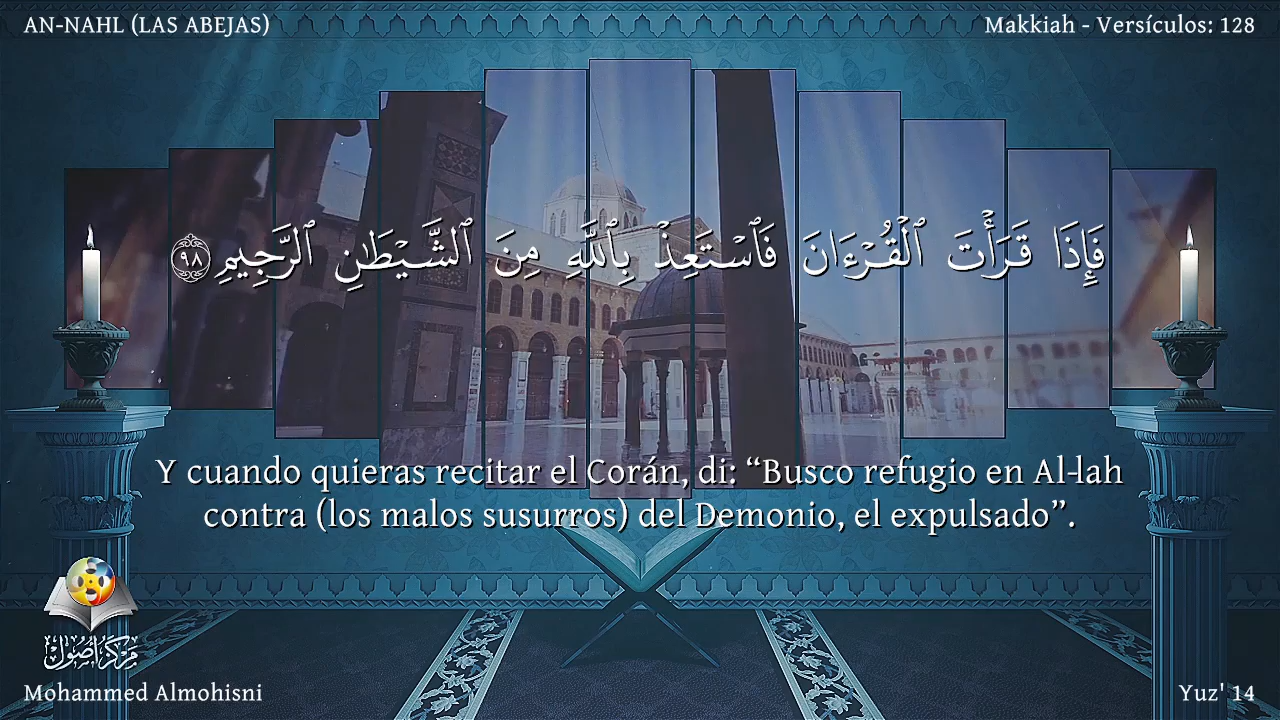 AN-NAHL (LAS ABEJAS)
Makkiah - Versículos: 128
فَإِذَا قَرَأْتَ ٱلْقُرْءَانَ فَٱسْتَعِذْ بِٱللَّهِ مِنَ ٱلشَّيْطَٰنِ ٱلرَّجِيمِ ٩٨
Y cuando quieras recitar el Corán, di: “Busco refugio en Al-lah
contra (los malos susurros) del Demonio, el expulsado”.
مركز أصول
Mohammed Almohisni
Yuz' 14